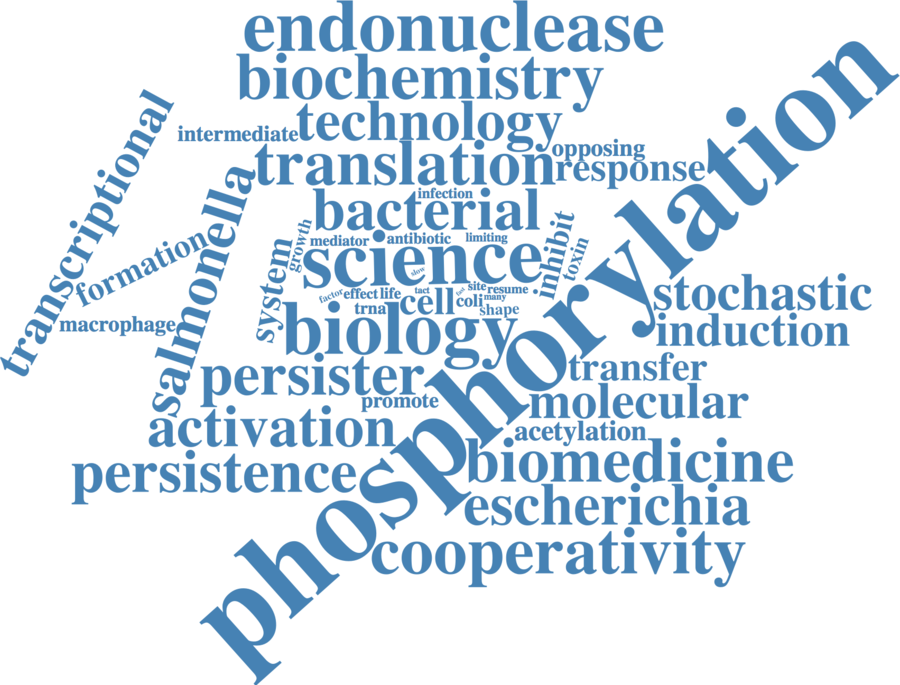 endonuclease
biochemistry
intermediate technology
opposing
translation response
transcriptional
infection
bacterial
salmonella
formation
growth
mediator antibiotic limiting
inhibit
toxin
system
science
slow
phosphorylation
site resume
factor effect life tact cell coli many
trna shape
macrophage
biology
stochastic
induction
persister
transfer
promote
molecular
activation
acetylation
persistence
biomedicine
escherichia
cooperativity